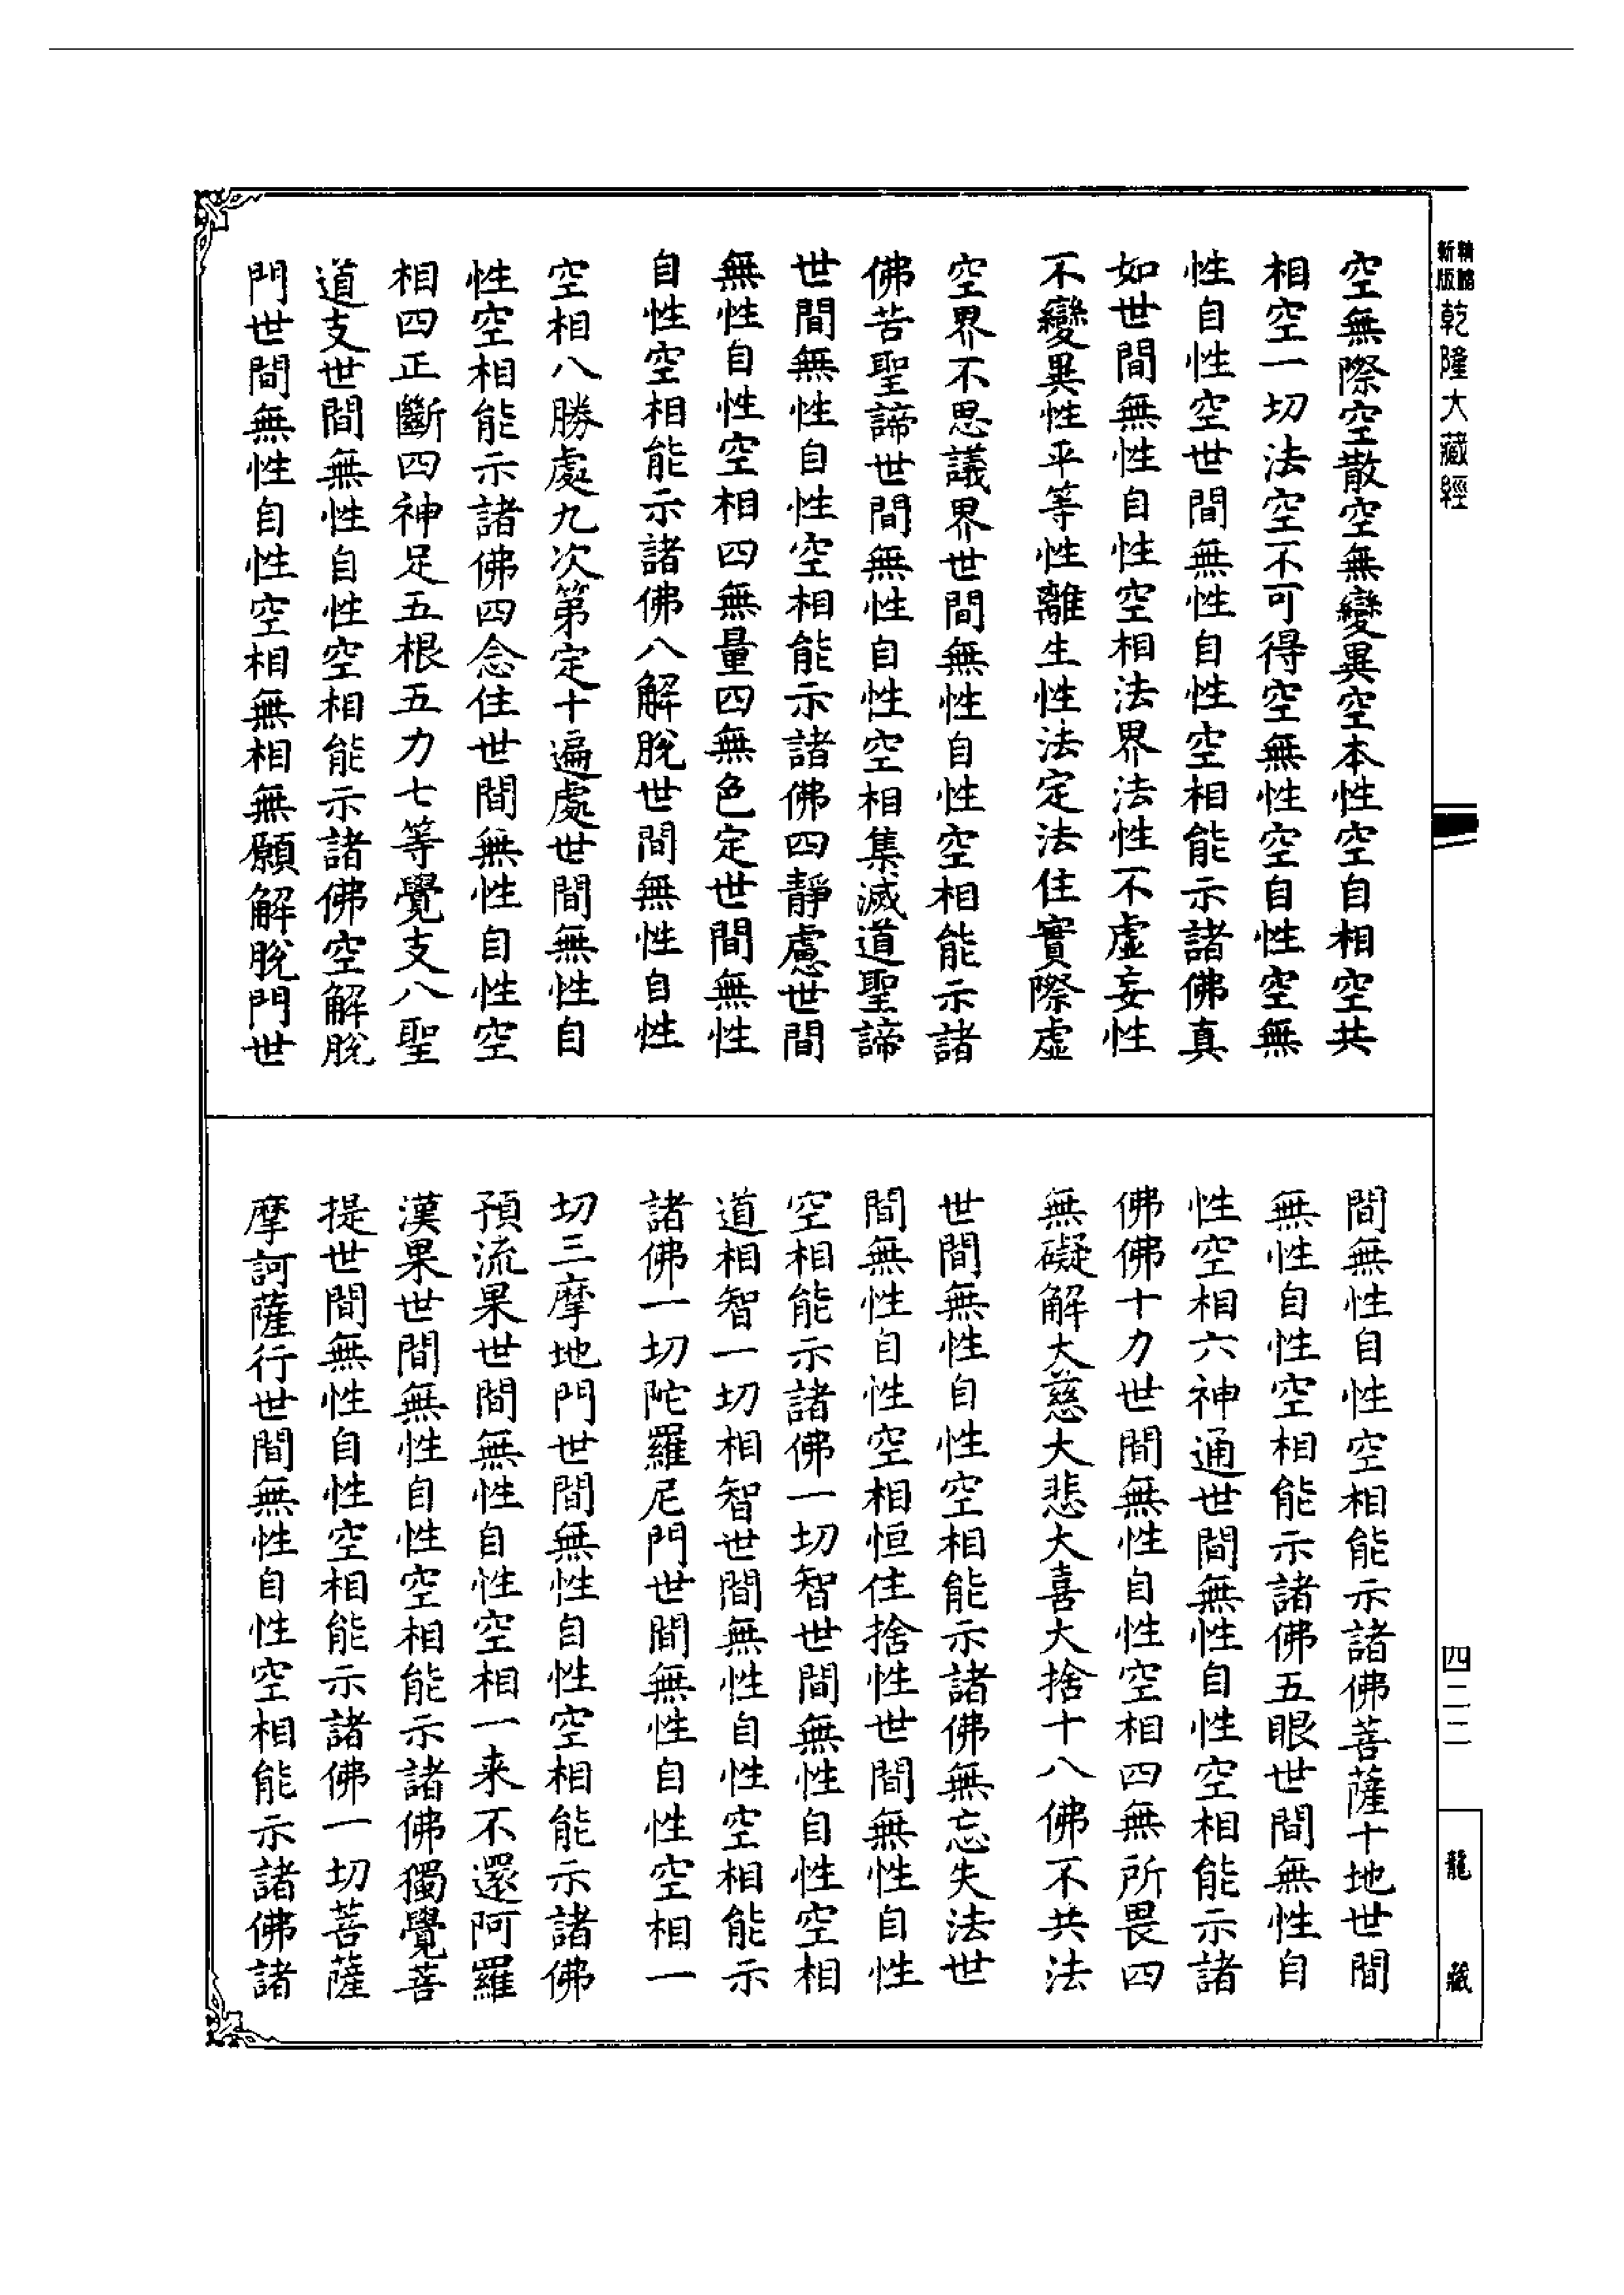 空無際空散空無變異空本性空自相空共
相空一切法空不可得空無性空自性空無
性自性空世間無性自性空相能示諸佛真
如世間無性自性空相法界法性不虛妄性
不變異性平等性離生性法定法住實際虛
空界不思議界世間無性自性空相能示諸
佛苦聖諦世間無性自性空相集滅道聖諦
世間無性自性空相能示諸佛四靜慮世間
無性自性空相四無量四無色定世間無性
自性空相能示諸佛八解脫世間無性自性
空相八勝處九次第定十遍處世間無性自
性空相能示諸佛四念住世間無性自性空
相四正斷四神足五根五力七等覺支八聖
道支世間無性自性空相能示諸佛空解脫
門世間無性自性空相無相無願解脫門世
間無性自性空相能示諸佛菩薩十地世間
無性自性空相能示諸佛五眼世間無性自
性空相六神通世間無性自性空相能示諸
佛佛十力世間無性自性空相四無所畏四
無礙解大慈大悲大喜大捨十八佛不共法
世間無性自性空相能示諸佛無忘失法世
間無性自性空相恒住捨性世間無性自性
空相能示諸佛一切智世間無性自性空相
道相智一切相智世間無性自性空相能示
諸佛一切陀羅尼門世間無性自性空相一
切三摩地門世間無性自性空相能示諸佛
預流果世間無性自性空相一来不還阿羅
漢果世間無性自性空相能示諸佛獨覺菩
提世間無性自性空相能示諸佛一切菩薩
摩訶薩行世間無性自性空相能示諸佛諸
新版
乾隆大藏經
四二二
龍藏